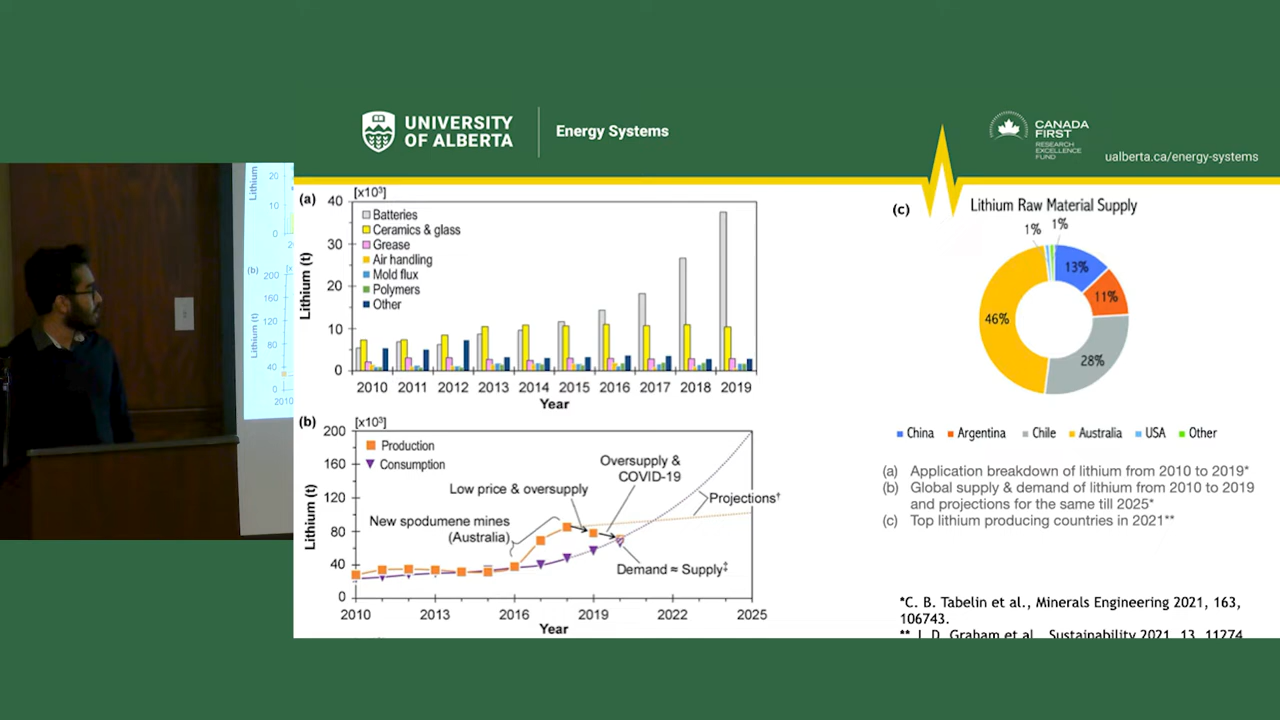 UNIVERSITY
OF ALBERTA
Energy Systems
CANADA
FIRST
RESEARCH
EXCELLENCE
FUND
ualberta.ca/energy-systems
(a)
[x10³]
40
30
20
10
0
Lithium (t)
Batteries
Ceramics & glass
Grease
Air handling
Mold flux
Polymers
Other
2010 2011 2012 2013 2014 2015 2016 2017 2018 2019
Year
(b)
[x10³]
200
160
120
80
40
0
Lithium (t)
Production
Consumption
Oversupply &
COVID-19
Low price & oversupply
Projections†
New spodumene mines
(Australia)
Demand ≈ Supply‡
2010 2013 2016 2019 2022 2025
Year
(c)
Lithium Raw Material Supply
1% 1%
13%
11%
46%
28%
China Argentina Chile Australia USA Other
(a) Application breakdown of lithium from 2010 to 2019*
(b) Global supply & demand of lithium from 2010 to 2019
and projections for the same till 2025*
(c) Top lithium producing countries in 2021**
*C. B. Tabelin et al., Minerals Engineering 2021, 163,
106743.
** J. D. Graham et al., Sustainability 2021, 13, 11274
Lithium
20
10
0
2
(b)
200
160
120
80
40
0
Lithium (t)
2010